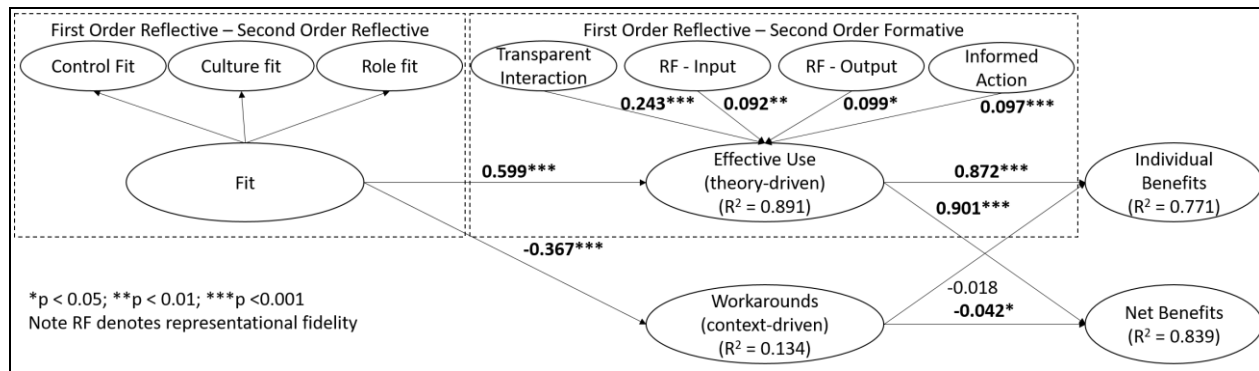 First Order Reflective – Second Order Reflective
First Order Reflective – Second Order Formative
Control Fit
Culture fit
Role fit
Transparent
Interaction
RF - Input
RF - Output
Informed
Action
0.243***
0.092**
0.099*
0.097***
Fit
0.599***
Effective Use
(theory-driven)
(R² = 0.891)
0.872***
0.901***
Individual
Benefits
(R² = 0.771)
-0.367***
*p < 0.05; **p < 0.01; ***p <0.001
Note RF denotes representational fidelity
Workarounds
(context-driven)
(R² = 0.134)
-0.018
-0.042*
Net Benefits
(R² = 0.839)